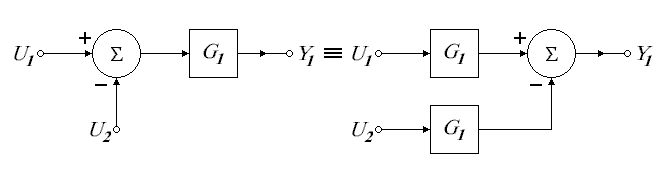 U1 + Σ G1 Y1 ≡ U1 G1 + Σ Y1
− −
U2 U2 G1